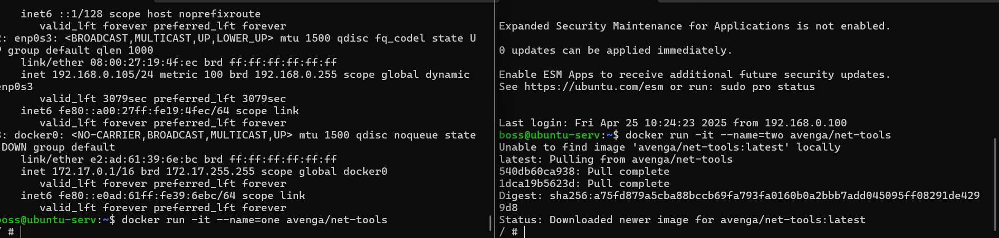 inet6 ::1/128 scope host noprefixroute
valid_lft forever preferred_lft forever
: enp0s3: <BROADCAST,MULTICAST,UP,LOWER_UP> mtu 1500 qdisc fq_codel state U
group default qlen 1000
link/ether 08:00:27:19:4f:ec brd ff:ff:ff:ff:ff:ff
inet 192.168.0.105/24 metric 100 brd 192.168.0.255 scope global dynamic
enp0s3
valid_lft 3079sec preferred_lft 3079sec
inet6 fe80::a00:27ff:fe19:4fec/64 scope link
valid_lft forever preferred_lft forever
: docker0: <NO-CARRIER,BROADCAST,MULTICAST,UP> mtu 1500 qdisc noqueue state
DOWN group default
link/ether e2:ad:61:39:6e:bc brd ff:ff:ff:ff:ff:ff
inet 172.17.0.1/16 brd 172.17.255.255 scope global docker0
valid_lft forever preferred_lft forever
inet6 fe80::e0ad:61ff:fe39:6ebc/64 scope link
valid_lft forever preferred_lft forever
boss@ubuntu-serv:~$ docker run -it --name=one avenga/net-tools
/ #
Expanded Security Maintenance for Applications is not enabled.
0 updates can be applied immediately.
Enable ESM Apps to receive additional future security updates.
See https://ubuntu.com/esm or run: sudo pro status
Last login: Fri Apr 25 10:24:23 2025 from 192.168.0.100
boss@ubuntu-serv:~$ docker run -it --name=two avenga/net-tools
Unable to find image 'avenga/net-tools:latest' locally
latest: Pulling from avenga/net-tools
540db60ca938: Pull complete
1dca19b5623d: Pull complete
Digest: sha256:a75fd879a5cba88bccb69fa793fa0160b0a2bbb7add045095ff08291de429
9d8
Status: Downloaded newer image for avenga/net-tools:latest
/ #